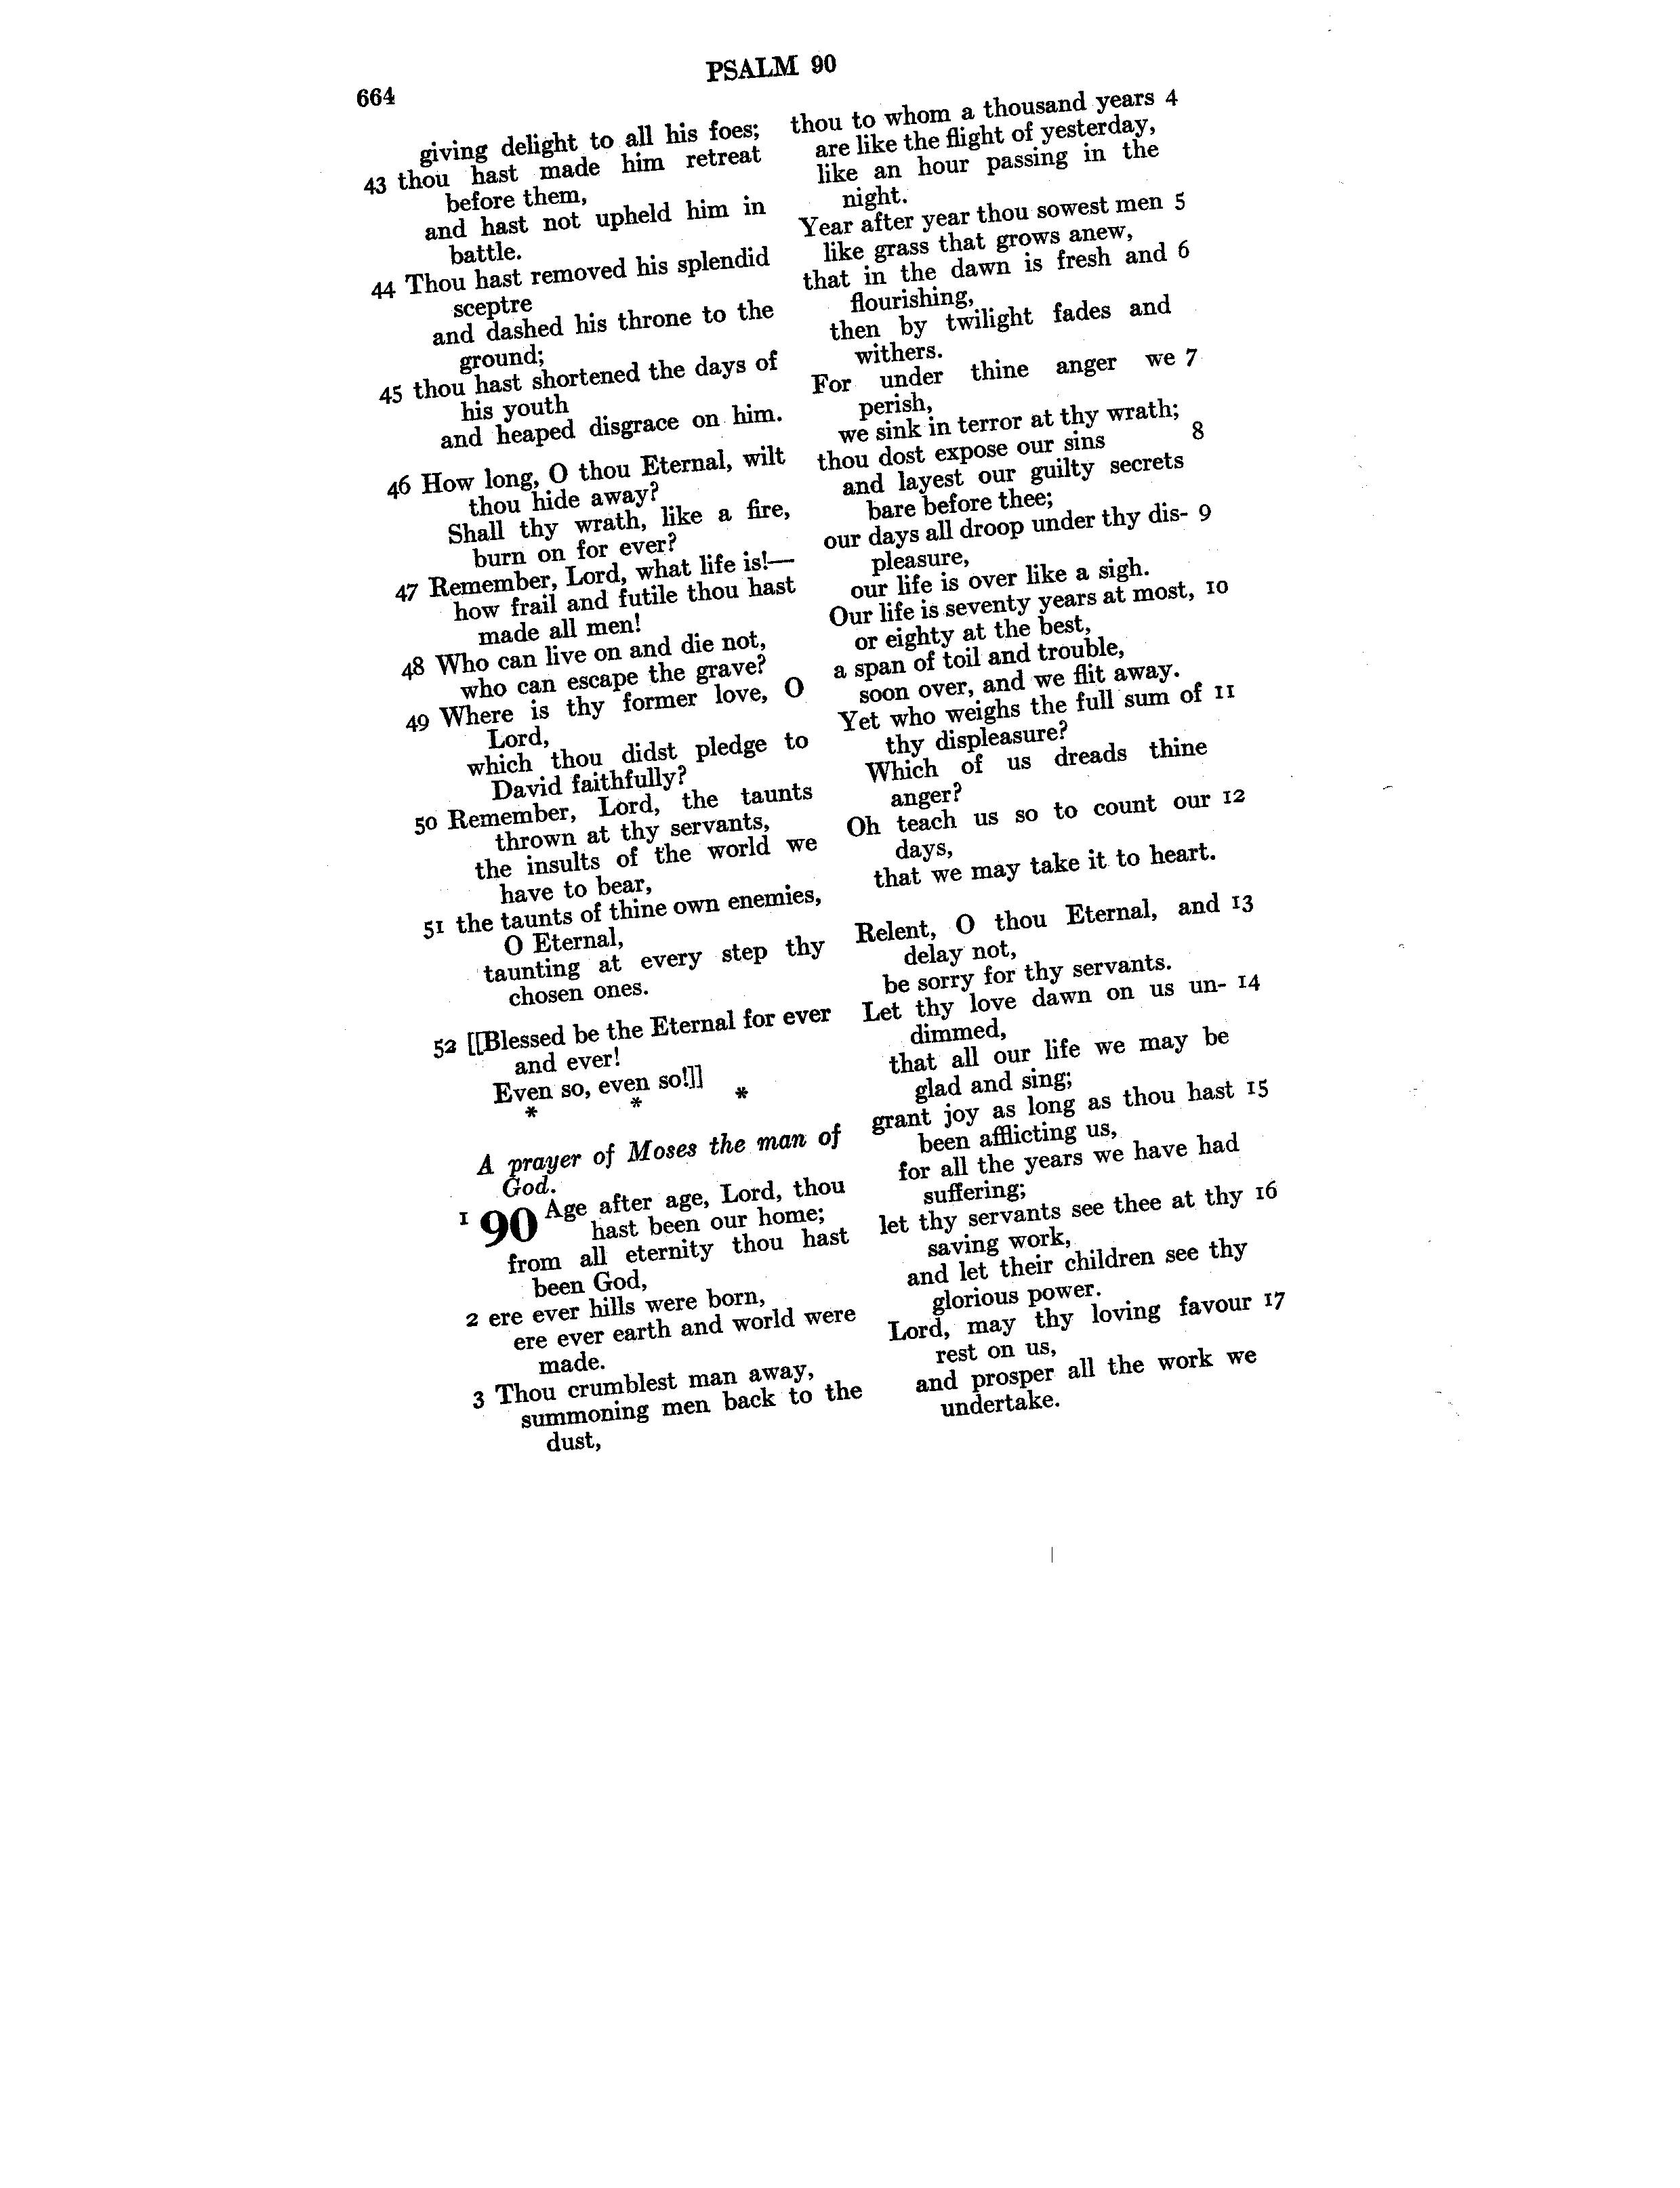 664
PSALM 90
giving delight to all his foes;
43 thou hast made him retreat
before them,
and hast not upheld him in
battle.
44 Thou hast removed his splendid
sceptre
and dashed his throne to the
ground;
45 thou hast shortened the days of
his youth
and heaped disgrace on him.
46 How long, O thou Eternal, wilt
thou hide away?
Shall thy wrath, like a fire,
burn on for ever?
47 Remember, Lord, what life is!—
how frail and futile thou hast
made all men!
48 Who can live on and die not,
who can escape the grave?
49 Where is thy former love, O
Lord,
which thou didst pledge to
David faithfully?
50 Remember, Lord, the taunts
thrown at thy servants,
the insults of the world we
have to bear,
51 the taunts of thine own enemies,
O Eternal,
taunting at every step thy
chosen ones.
52 [[Blessed be the Eternal for ever
and ever!
Even so, even so!]]
* * *
A prayer of Moses the man of
God.
1 90 Age after age, Lord, thou
hast been our home;
from all eternity thou hast
been God,
2 ere ever hills were born,
ere ever earth and world were
made.
3 Thou crumblest man away,
summoning men back to the
dust,
thou to whom a thousand years 4
are like the flight of yesterday,
like an hour passing in the
night.
Year after year thou sowest men 5
like grass that grows anew,
that in the dawn is fresh and 6
flourishing,
then by twilight fades and
withers.
For under thine anger we 7
perish,
we sink in terror at thy wrath;
thou dost expose our sins 8
and layest our guilty secrets
bare before thee;
our days all droop under thy dis- 9
pleasure,
our life is over like a sigh.
Our life is seventy years at most, 10
or eighty at the best,
a span of toil and trouble,
soon over, and we flit away.
Yet who weighs the full sum of 11
thy displeasure?
Which of us dreads thine
anger?
Oh teach us so to count our 12
days,
that we may take it to heart.
Relent, O thou Eternal, and 13
delay not,
be sorry for thy servants.
Let thy love dawn on us un- 14
dimmed,
that all our life we may be
glad and sing;
grant joy as long as thou hast 15
been afflicting us,
for all the years we have had
suffering;
let thy servants see thee at thy 16
saving work,
and let their children see thy
glorious power.
Lord, may thy loving favour 17
rest on us,
and prosper all the work we
undertake.